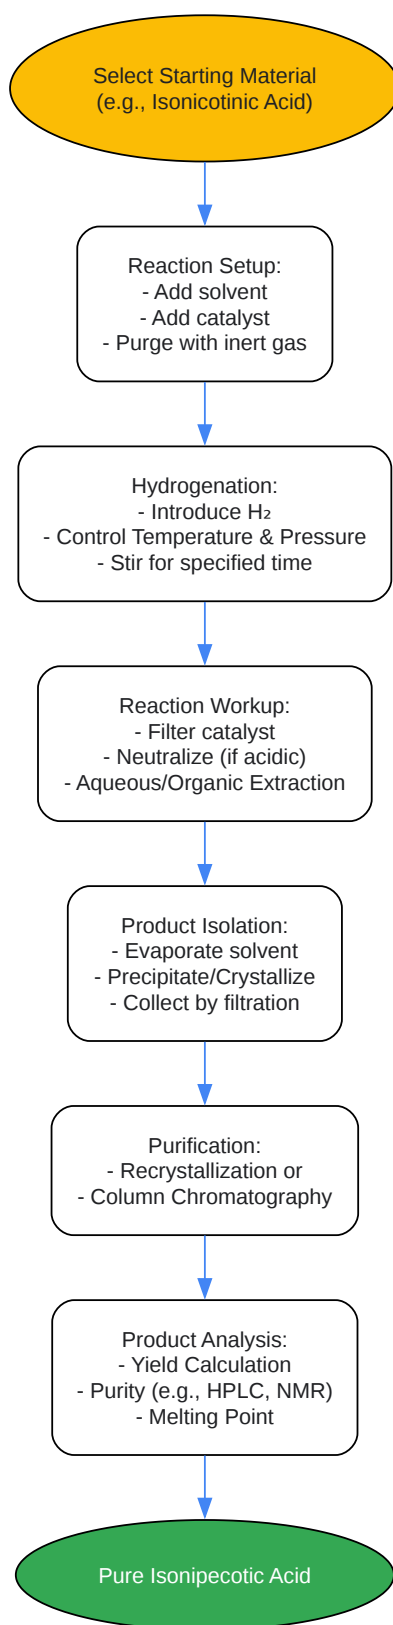 Select Starting Material
(e.g., Isonicotinic Acid)
Reaction Setup:
- Add solvent
- Add catalyst
- Purge with inert gas
Hydrogenation:
- Introduce H₂
- Control Temperature & Pressure
- Stir for specified time
Reaction Workup:
- Filter catalyst
- Neutralize (if acidic)
- Aqueous/Organic Extraction
Product Isolation:
- Evaporate solvent
- Precipitate/Crystallize
- Collect by filtration
Purification:
- Recrystallization or
- Column Chromatography
Product Analysis:
- Yield Calculation
- Purity (e.g., HPLC, NMR)
- Melting Point
Pure Isonipecotic Acid